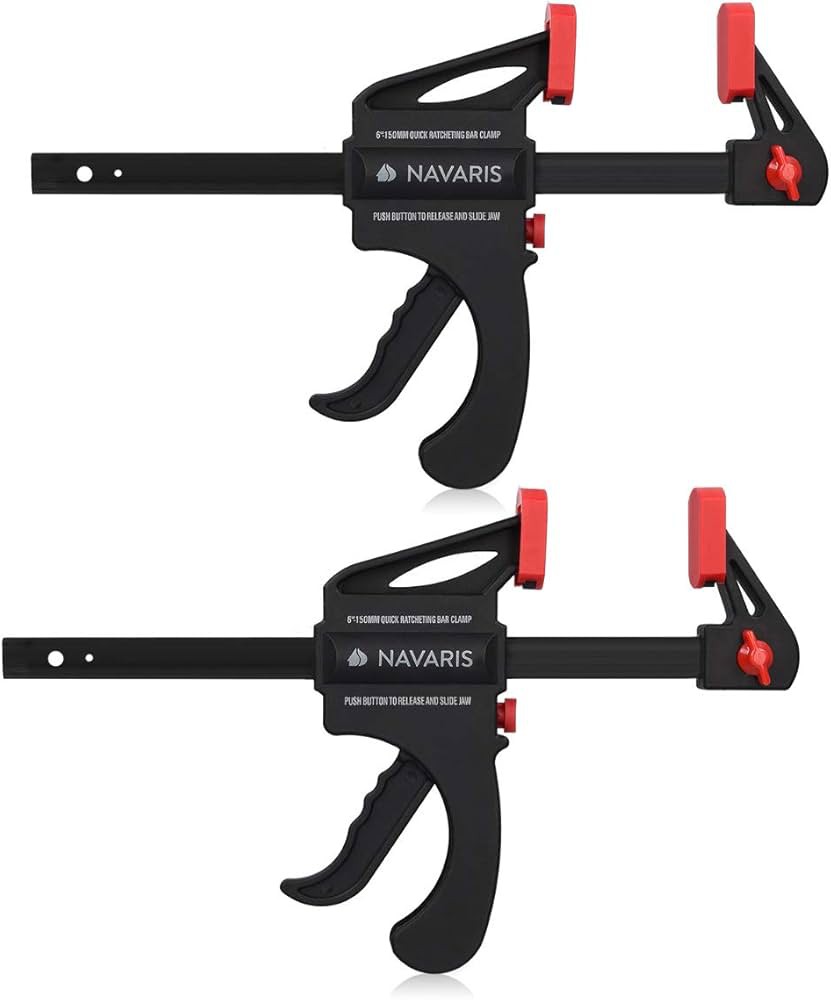 6"-150MM QUICK RATCHETING BAR CLAMP
NAVARIS
PUSH BUTTON TO RELEASE AND SLIDE JAW
6"-150MM QUICK RATCHETING BAR CLAMP
NAVARIS
PUSH BUTTON TO RELEASE AND SLIDE JAW